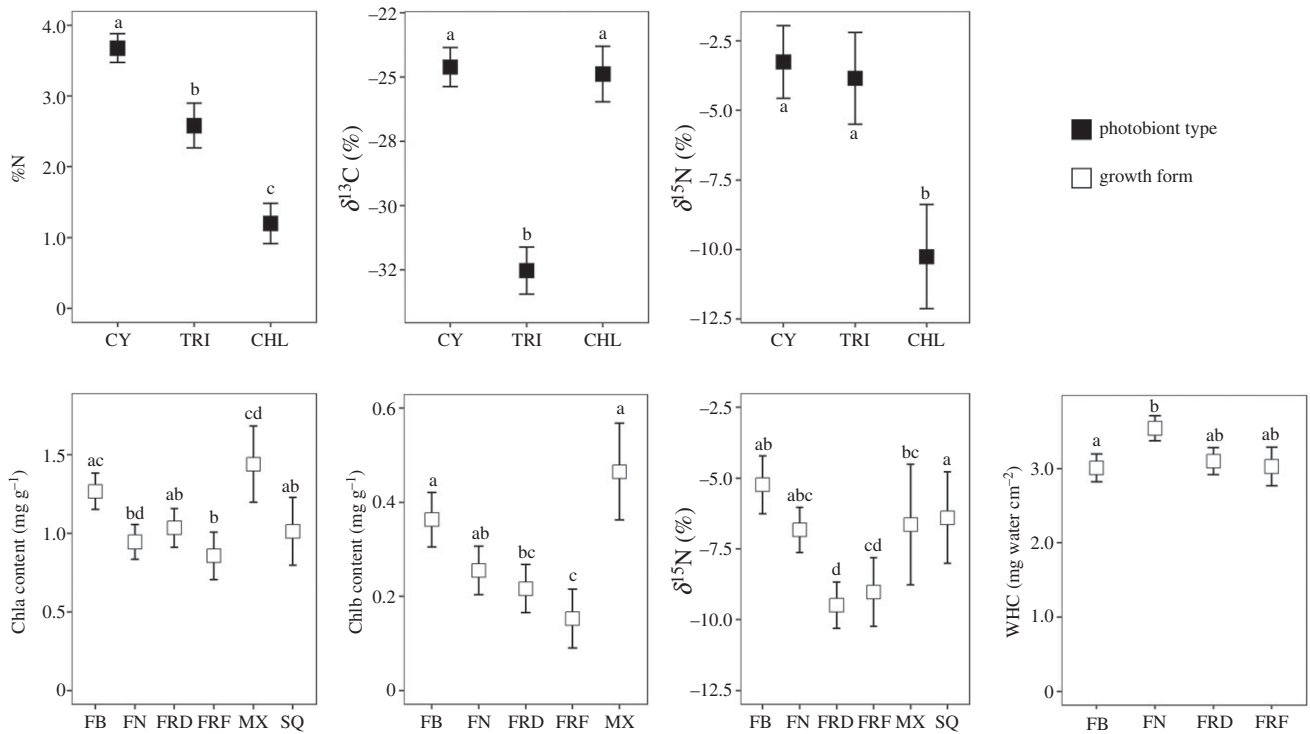 4.0
3.0
2.0
1.0
0
%N
a
b
c
CY TRI CHL
−22
−25
−28
−30
−32
δ¹³C (%)
a
b
a
CY TRI CHL
−2.5
−5.0
−7.5
−10.0
−12.5
δ¹⁵N (%)
a
a
b
CY TRI CHL
photobiont type
growth form
1.5
1.0
0.5
0
Chla content (mg g⁻¹)
ac
bd
ab
b
cd
ab
FB FN FRD FRF MX SQ
0.6
0.4
0.2
0
Chlb content (mg g⁻¹)
a
ab
bc
c
a
FB FN FRD FRF MX
−2.5
−5.0
−7.5
−10.0
−12.5
δ¹⁵N (%)
ab
abc
d
cd
bc
a
FB FN FRD FRF MX SQ
3.0
2.0
1.0
0
WHC (mg water cm⁻²)
a
b
ab
ab
FB FN FRD FRF